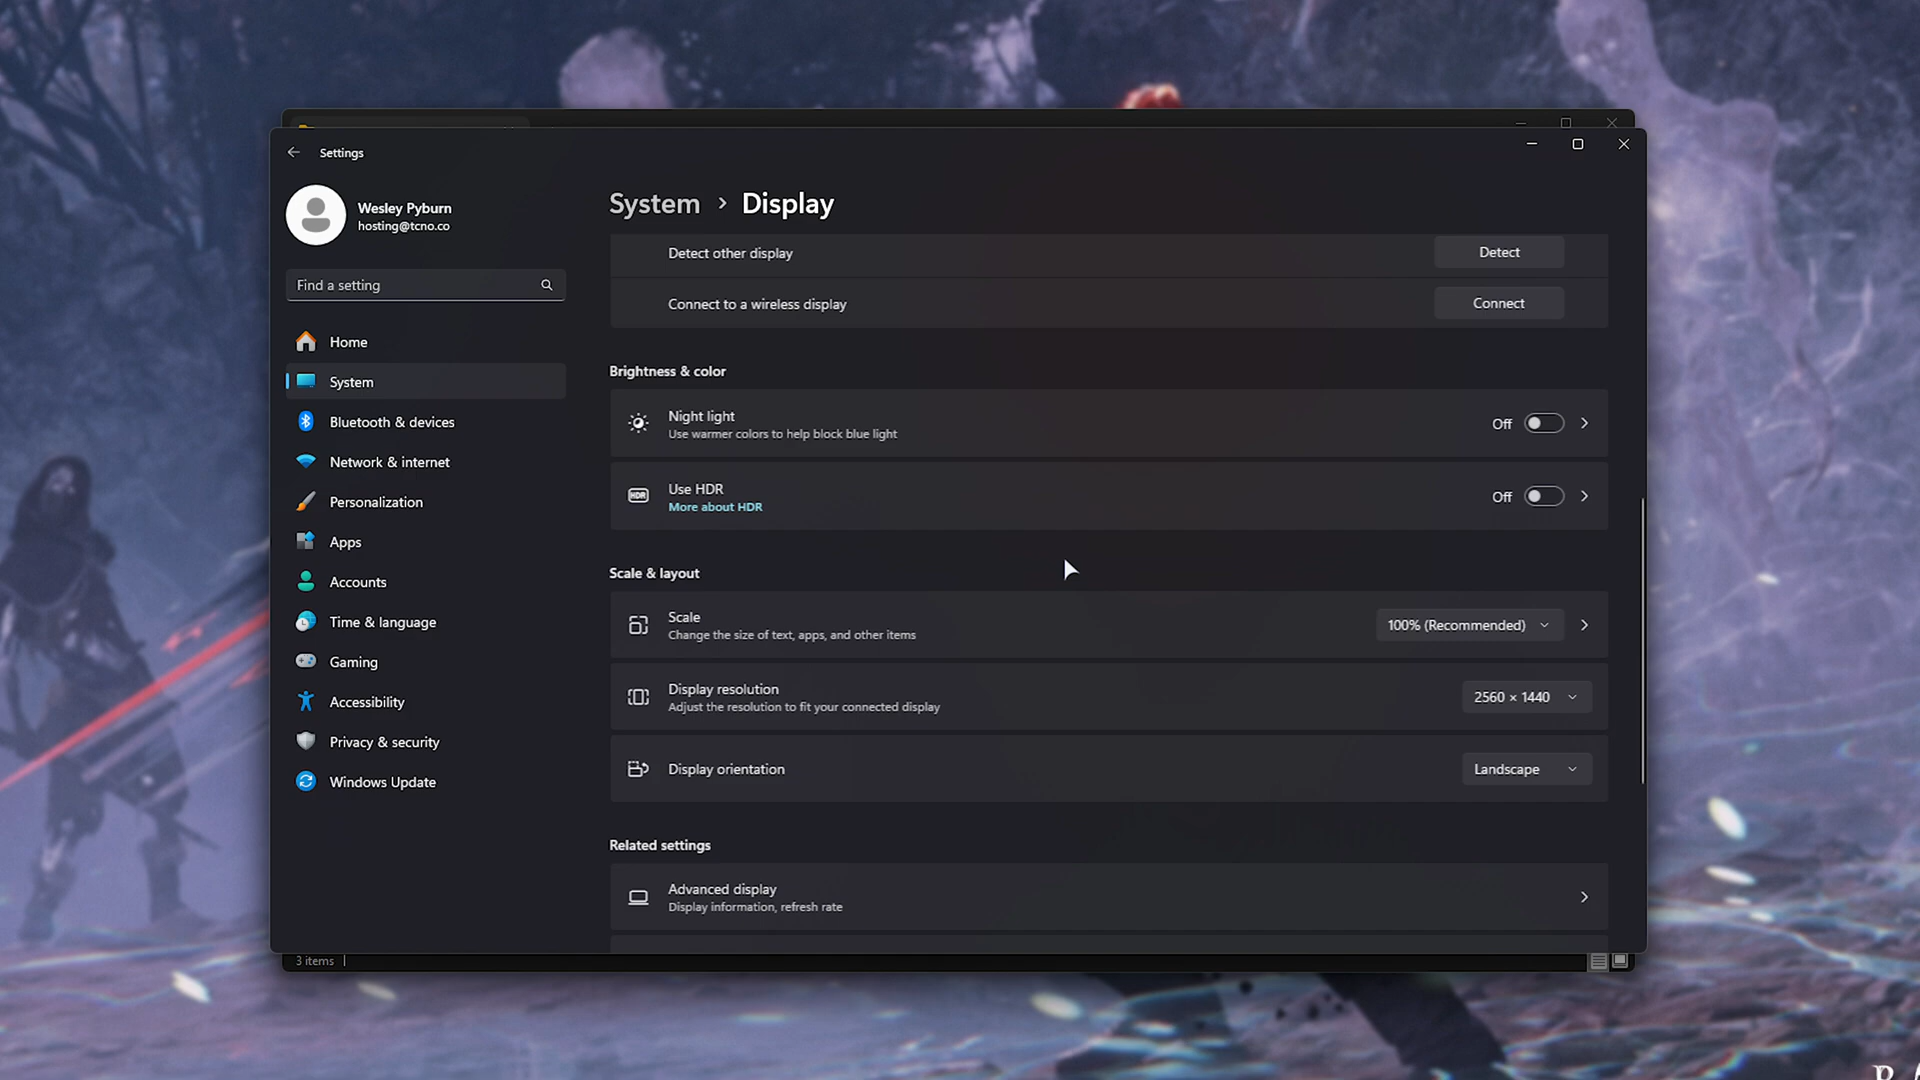 Settings
Wesley Pyburn
hosting@tcno.co
Find a setting
Home
System
Bluetooth & devices
Network & internet
Personalization
Apps
Accounts
Time & language
Gaming
Accessibility
Privacy & security
Windows Update
System > Display
Detect other display
Detect
Connect to a wireless display
Connect
Brightness & color
Night light
Use warmer colors to help block blue light
Off
HDR
Use HDR
More about HDR
Off
Scale & layout
Scale
Change the size of text, apps, and other items
100% (Recommended)
Display resolution
Adjust the resolution to fit your connected display
2560 × 1440
Display orientation
Landscape
Related settings
Advanced display
Display information, refresh rate
3 items